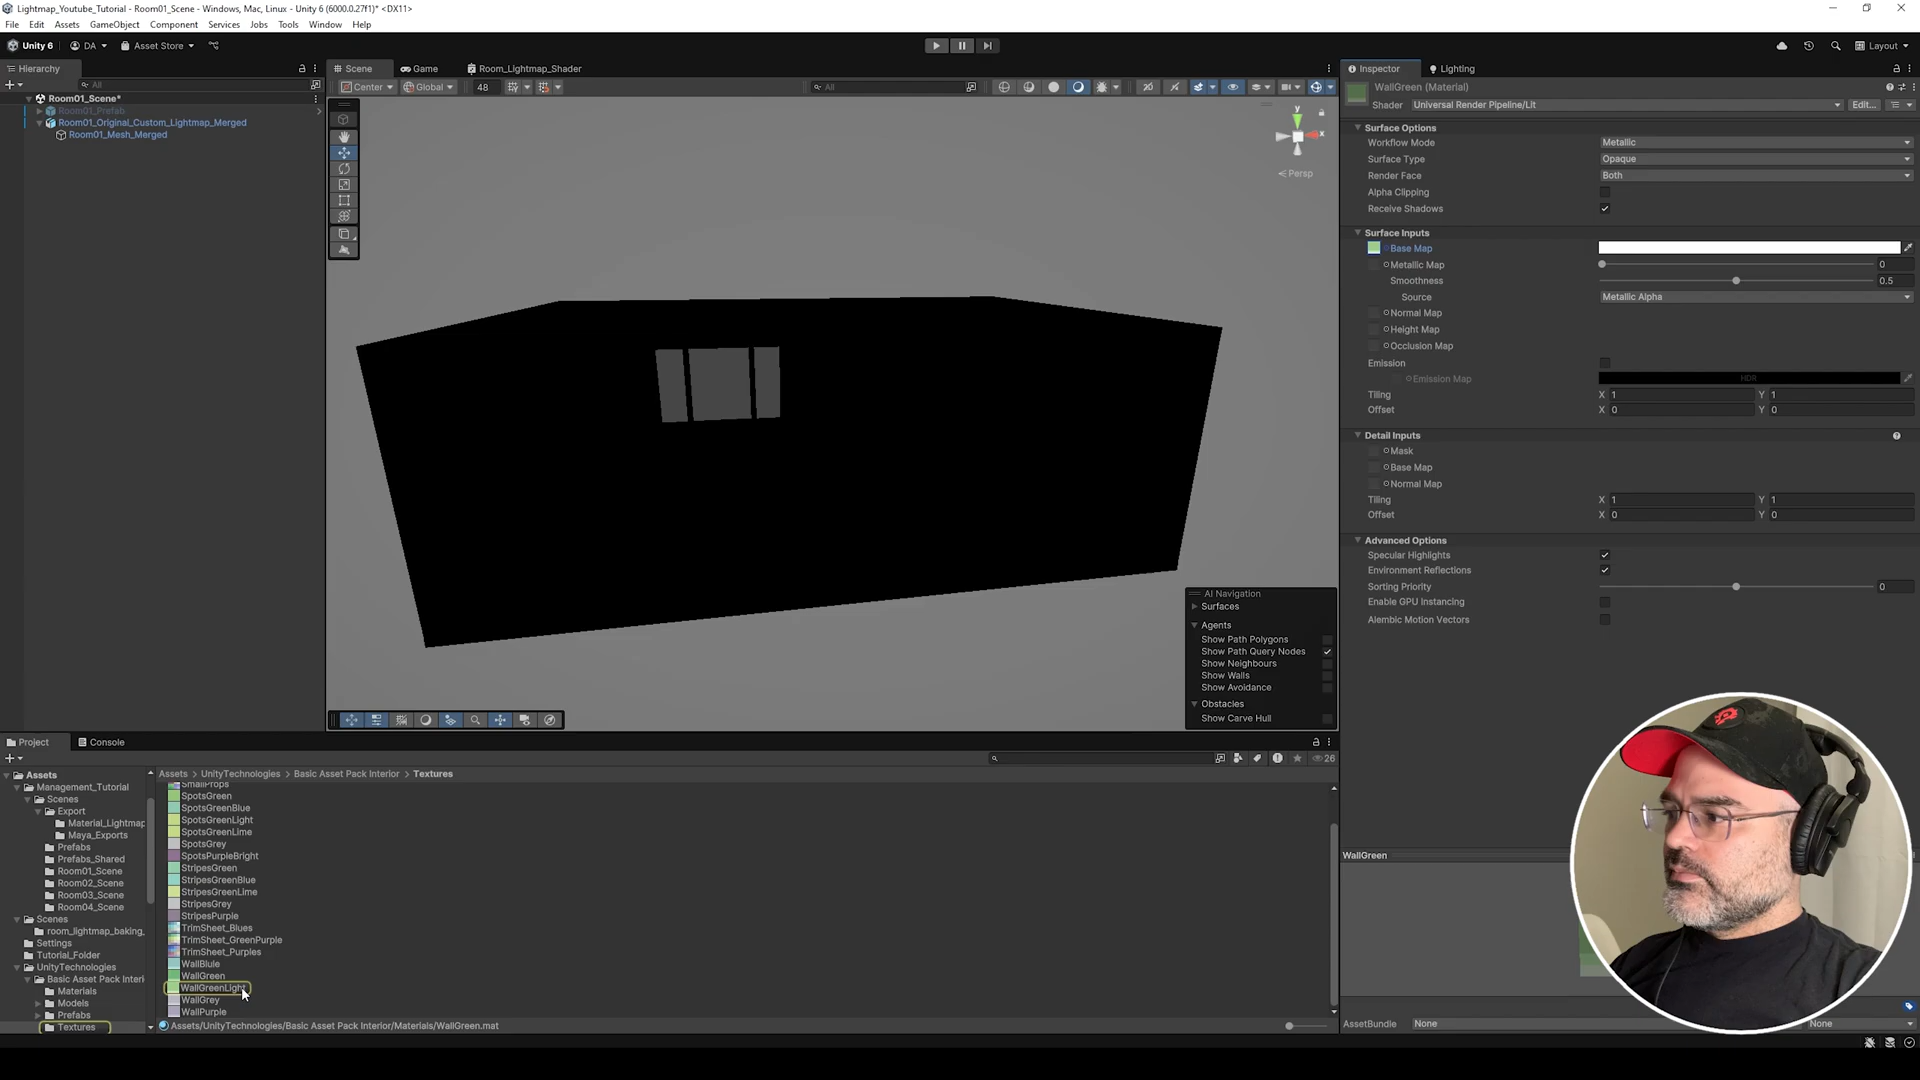 Lightmap_Youtube_Tutorial - Room01_Scene - Windows, Mac, Linux - Unity 6 (6000.0.27f1)* <DX11>
File Edit Assets GameObject Component Services Jobs Tools Window Help
Unity 6 DA Asset Store Layout
Hierarchy
All
Room01_Scene*
Room01_Prefab
Room01_Original_Custom_Lightmap_Merged
Room01_Mesh_Merged
Scene Game Room_Lightmap_Shader
Center Global 48 All
y
x
Persp
AI Navigation
Surfaces
Agents
Show Path Polygons
Show Path Query Nodes
Show Neighbours
Show Walls
Show Avoidance
Obstacles
Show Carve Hull
Inspector Lighting
WallGreen (Material)
Shader Universal Render Pipeline/Lit Edit...
Surface Options
Workflow Mode Metallic
Surface Type Opaque
Render Face Both
Alpha Clipping
Receive Shadows
Surface Inputs
Base Map
Metallic Map 0
Smoothness 0.5
Source Metallic Alpha
Normal Map
Height Map
Occlusion Map
Emission
Emission Map HDR
Tiling X 1 Y 1
Offset X 0 Y 0
Detail Inputs
Mask
Base Map
Normal Map
Tiling X 1 Y 1
Offset X 0 Y 0
Advanced Options
Specular Highlights
Environment Reflections
Sorting Priority 0
Enable GPU Instancing
Alembic Motion Vectors
WallGreen
AssetBundle None None
Project Console
26
Assets
Management_Tutorial
Scenes
Export
Material_Lightmap
Maya_Exports
Prefabs
Prefabs_Shared
Room01_Scene
Room02_Scene
Room03_Scene
Room04_Scene
Scenes
room_lightmap_baking_
Settings
Tutorial_Folder
UnityTechnologies
Basic Asset Pack Interi
Materials
Models
Prefabs
Textures
Assets UnityTechnologies Basic Asset Pack Interior Textures
SmallProps
SpotsGreen
SpotsGreenBlue
SpotsGreenLight
SpotsGreenLime
SpotsGrey
SpotsPurpleBright
StripesGreen
StripesGreenBlue
StripesGreenLime
StripesGrey
StripesPurple
TrimSheet_Blues
TrimSheet_GreenPurple
TrimSheet_Purples
WallBlule
WallGreen
WallGreenLight
WallGrey
WallPurple
Assets/UnityTechnologies/Basic Asset Pack Interior/Materials/WallGreen.mat